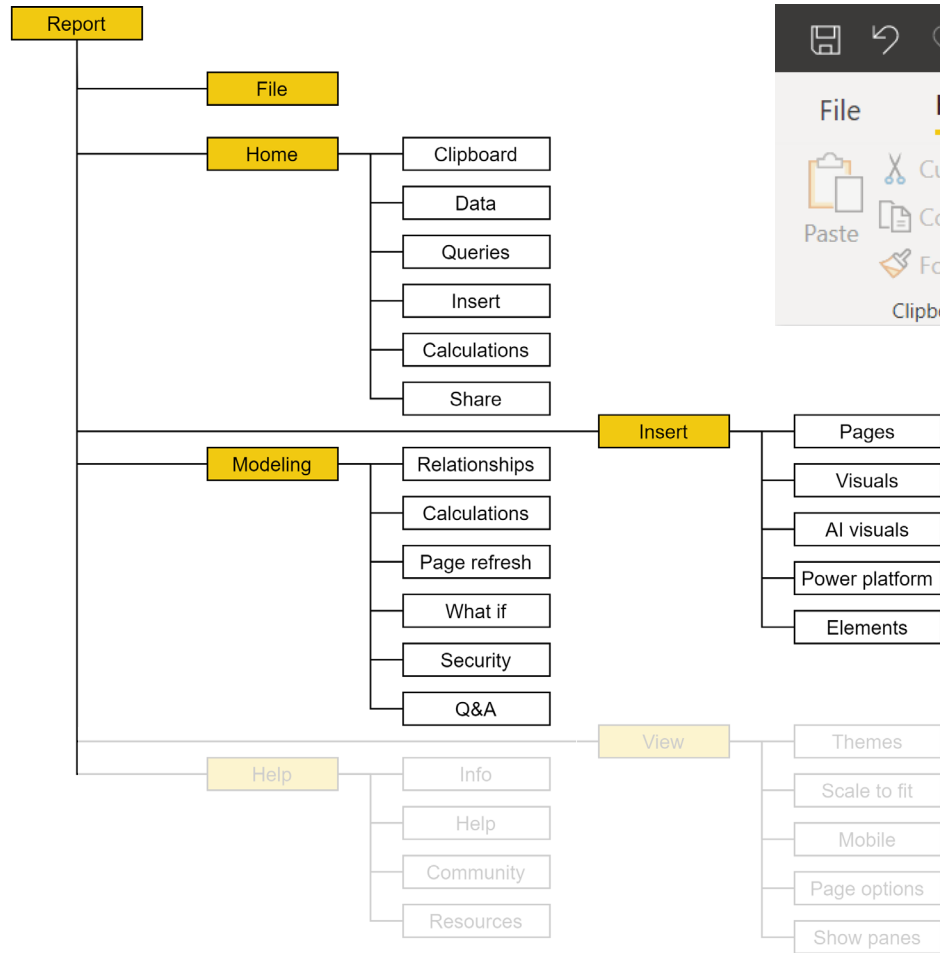 Report
File
Home
Clipboard
Data
Queries
Insert
Calculations
Share
Insert
Pages
Visuals
AI visuals
Power platform
Elements
Modeling
Relationships
Calculations
Page refresh
What if
Security
Q&A
View
Themes
Scale to fit
Mobile
Page options
Show panes
Help
Info
Help
Community
Resources
File
Paste